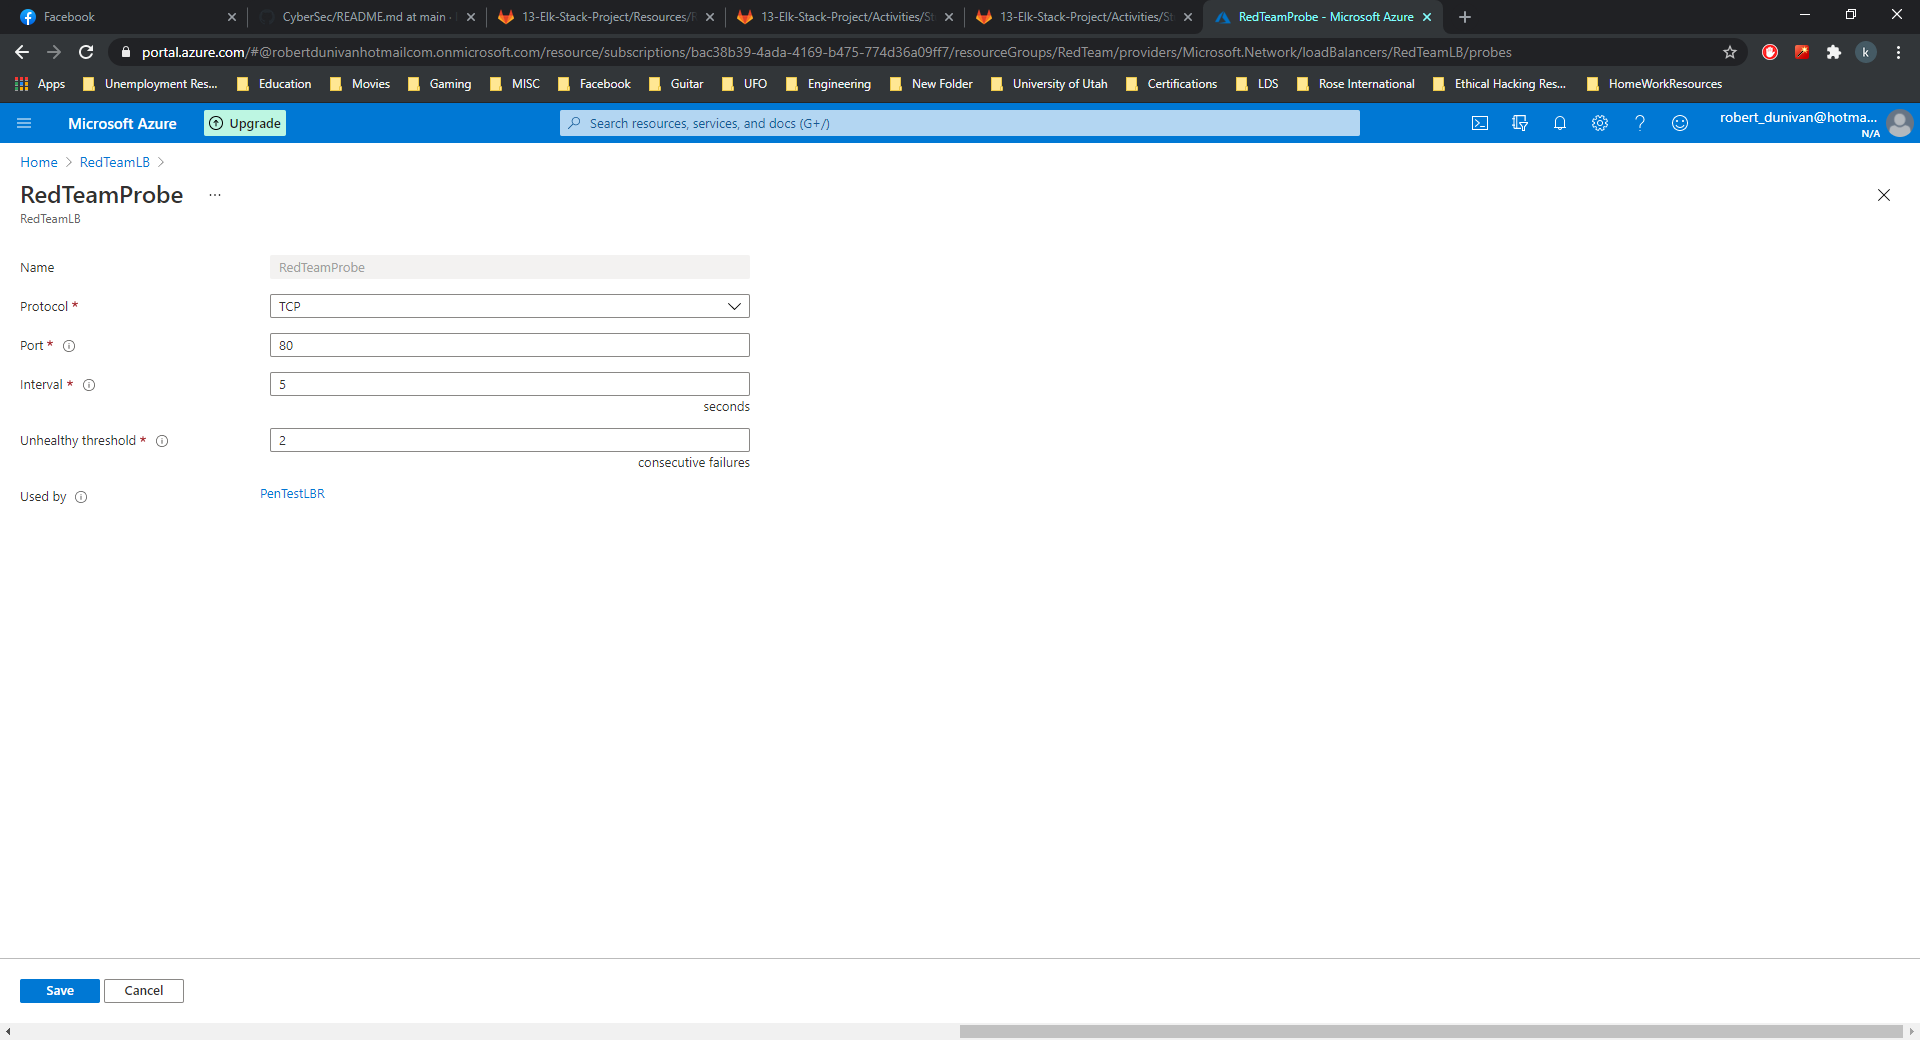 Facebook
CyberSec/README.md at main ·
13-Elk-Stack-Project/Resources/R
13-Elk-Stack-Project/Activities/St
13-Elk-Stack-Project/Activities/St
RedTeamProbe - Microsoft Azure
portal.azure.com/#@robertdunivanhotmailcom.onmicrosoft.com/resource/subscriptions/bac38b39-4ada-4169-b475-774d36a09ff7/resourceGroups/RedTeam/providers/Microsoft.Network/loadBalancers/RedTeamLB/probes
k
Apps Unemployment Res... Education Movies Gaming MISC Facebook Guitar UFO Engineering New Folder University of Utah Certifications LDS Rose International Ethical Hacking Res... HomeWorkResources
Microsoft Azure
Upgrade
Search resources, services, and docs (G+/)
robert_dunivan@hotma...
N/A
Home > RedTeamLB >
RedTeamProbe ...
RedTeamLB
Name RedTeamProbe
Protocol * TCP
Port * 80
Interval * 5
seconds
Unhealthy threshold * 2
consecutive failures
Used by PenTestLBR
Save Cancel